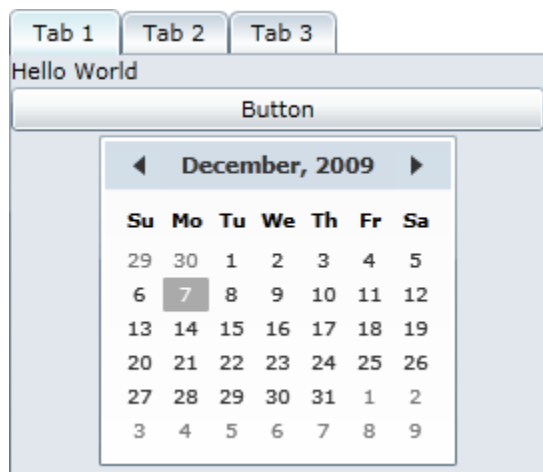 Tab 1 Tab 2 Tab 3
Hello World
Button
December, 2009
Su Mo Tu We Th Fr Sa
29 30 1 2 3 4 5
6 7 8 9 10 11 12
13 14 15 16 17 18 19
20 21 22 23 24 25 26
27 28 29 30 31 1 2
3 4 5 6 7 8 9